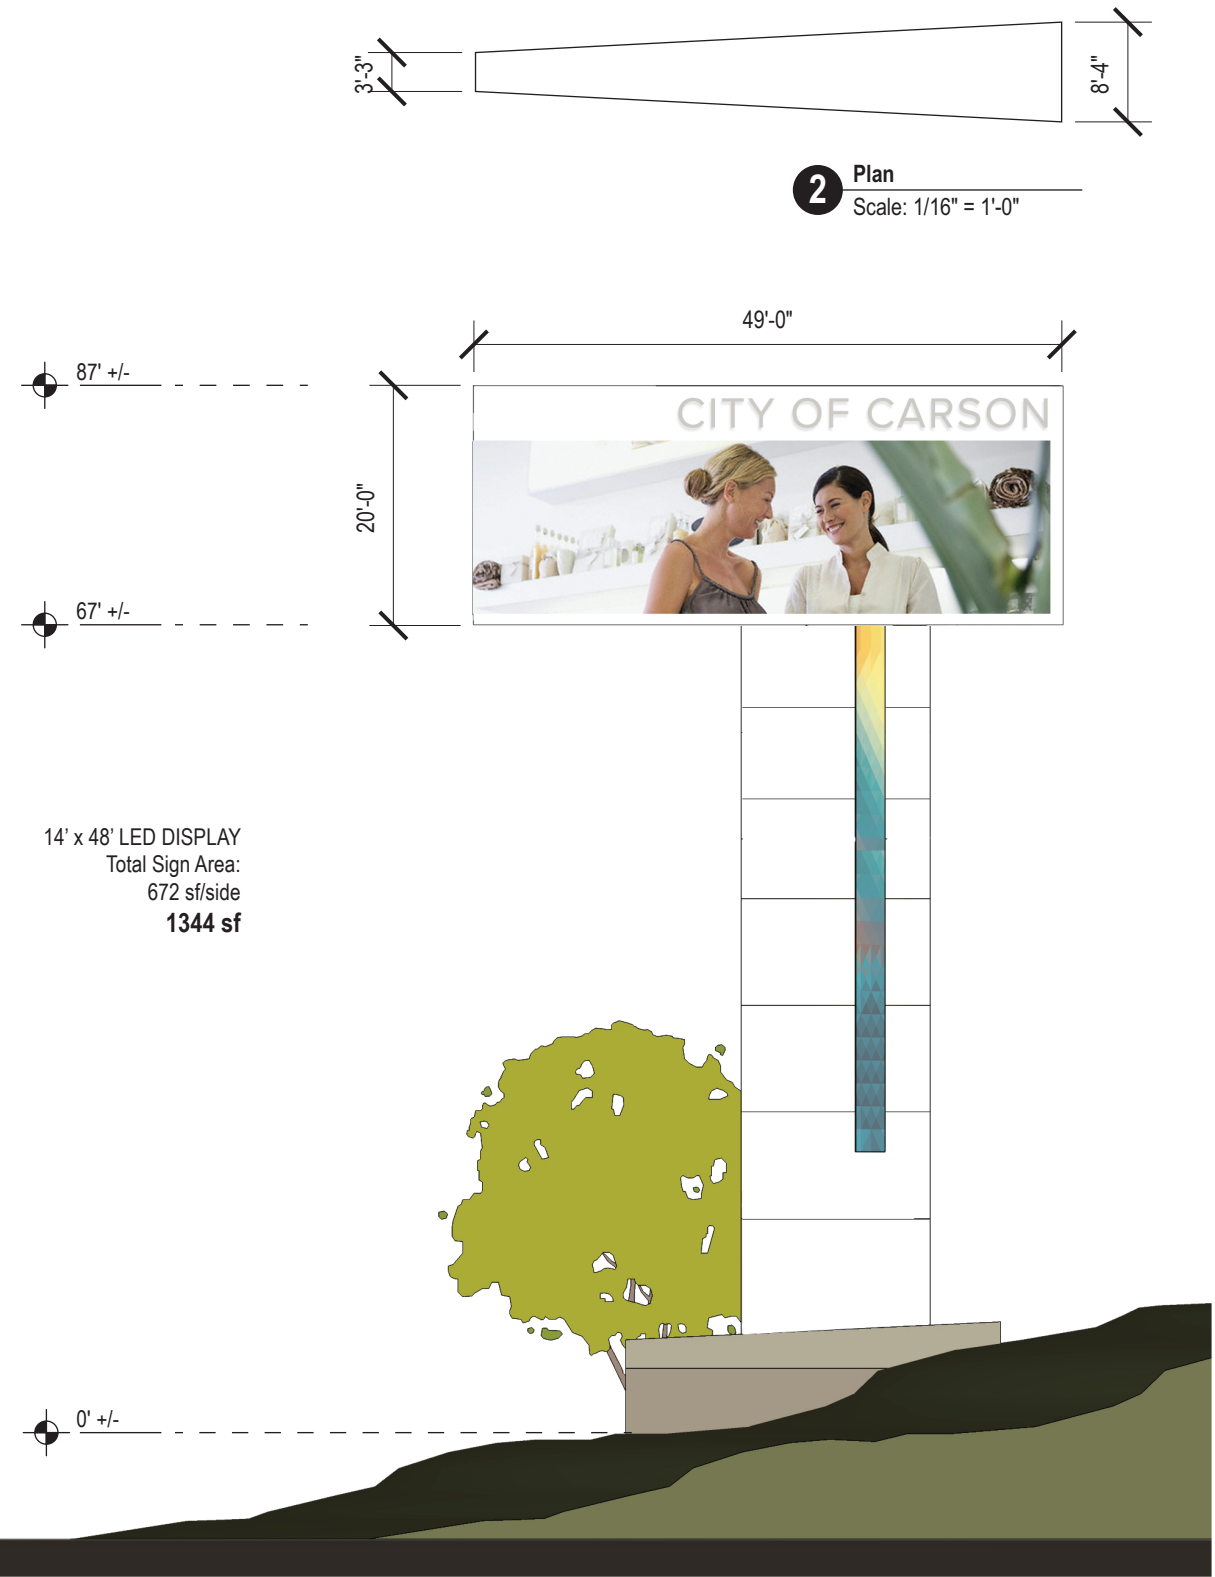 3'-3"
8'-4"
2
Plan
Scale: 1/16" = 1'-0"
49'-0"
87' +/-
CITY OF CARSON
20'-0"
67' +/-
14’ x 48’ LED DISPLAY
Total Sign Area:
672 sf/side
1344 sf
0' +/-